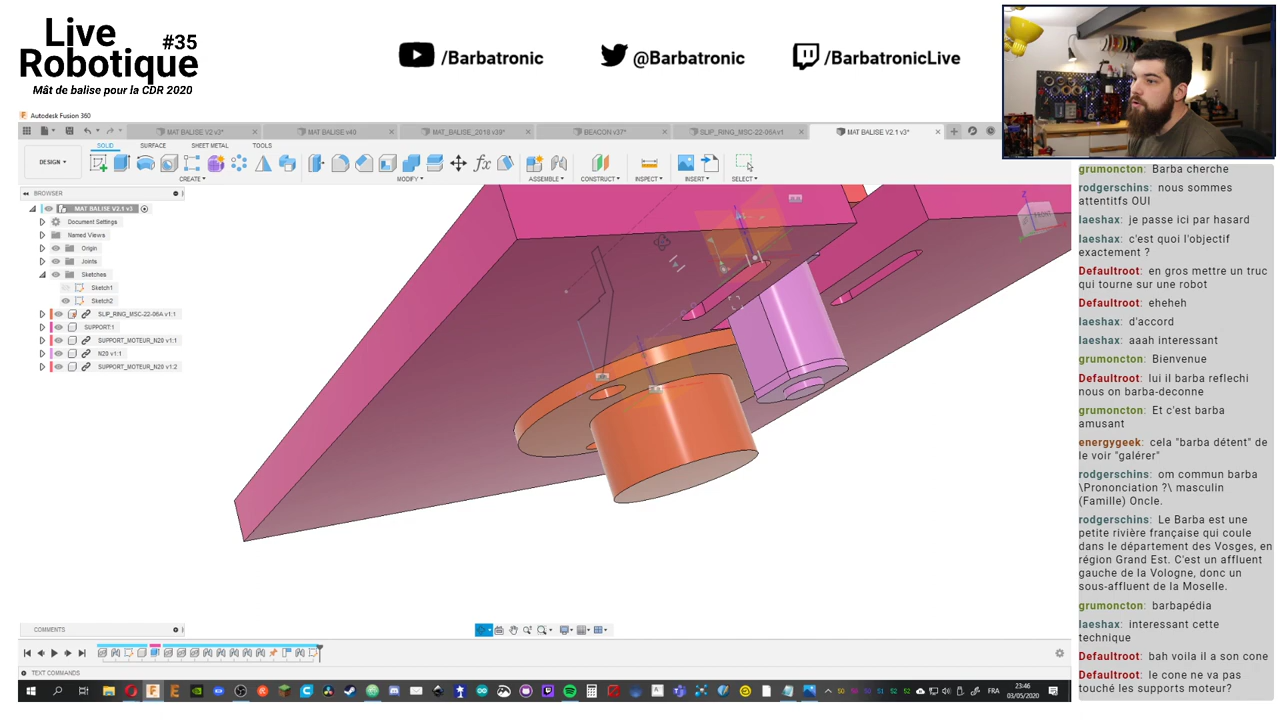 Live
Robotique #35
Mât de balise pour la CDR 2020
/Barbatronic
@Barbatronic
/BarbatronicLive
Autodesk Fusion 360
MAT BALISE V2 v3*
MAT BALISE v40
MAT_BALISE_2019 v39*
BEACON v37*
SLIP_RING_MSC-22-06A v1
MAT BALISE V2.1 v3*
SOLID
SURFACE
SHEET METAL
TOOLS
DESIGN
CREATE
MODIFY
ASSEMBLE
CONSTRUCT
INSPECT
INSERT
SELECT
BROWSER
MAT BALISE V2.1 v3
Document Settings
Named Views
Origin
Joints
Sketches
Sketch1
Sketch2
SLIP_RING_MSC-22-06A v1:1
SUPPORT:1
SUPPORT_MOTEUR_N20 v1:1
N20 v1:1
SUPPORT_MOTEUR_N20 v1:2
FRONT
Z
COMMENTS
TEXT COMMANDS
FRA
23:46
03/05/2020
grumoncton: Barba cherche
rodgerschins: nous sommes
attentitfs OUI
laeshax: je passe ici par hasard
laeshax: c'est quoi l'objectif
exactement ?
Defaultroot: en gros mettre un truc
qui tourne sur une robot
Defaultroot: eheheh
laeshax: d'accord
laeshax: aaah interessant
grumoncton: Bienvenue
Defaultroot: lui il barba reflechi
nous on barba-deconne
grumoncton: Et c'est barba
amusant
energygeek: cela "barba détent" de
le voir "galérer"
rodgerschins: om commun barba
\Prononciation ?\ masculin
(Famille) Oncle.
rodgerschins: Le Barba est une
petite rivière française qui coule
dans le département des Vosges, en
région Grand Est. C'est un affluent
gauche de la Vologne, donc un
sous-affluent de la Moselle.
grumoncton: barbapédia
laeshax: interessant cette
technique
Defaultroot: bah voila il a son cone
Defaultroot: le cone ne va pas
touché les supports moteur?